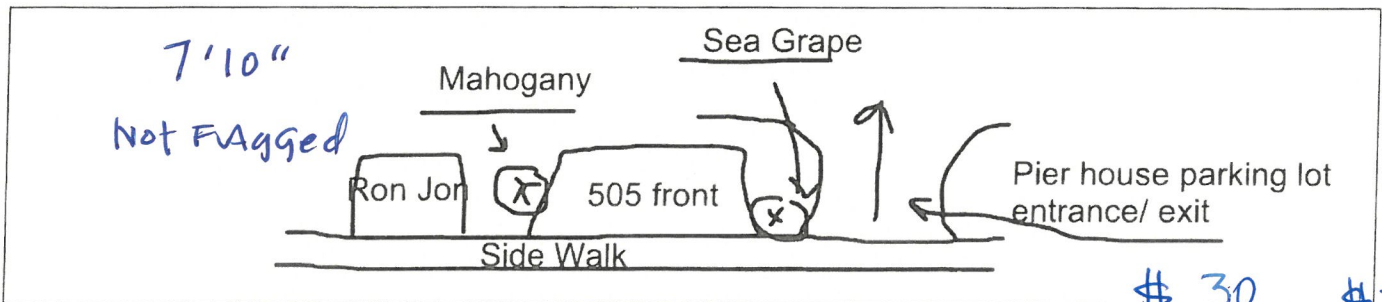 7'10"
Not FlAgged
Mahogany
Sea Grape
Ron Jon
X
505 front
X
Pier house parking lot
entrance/ exit
Side Walk
$ 30 $